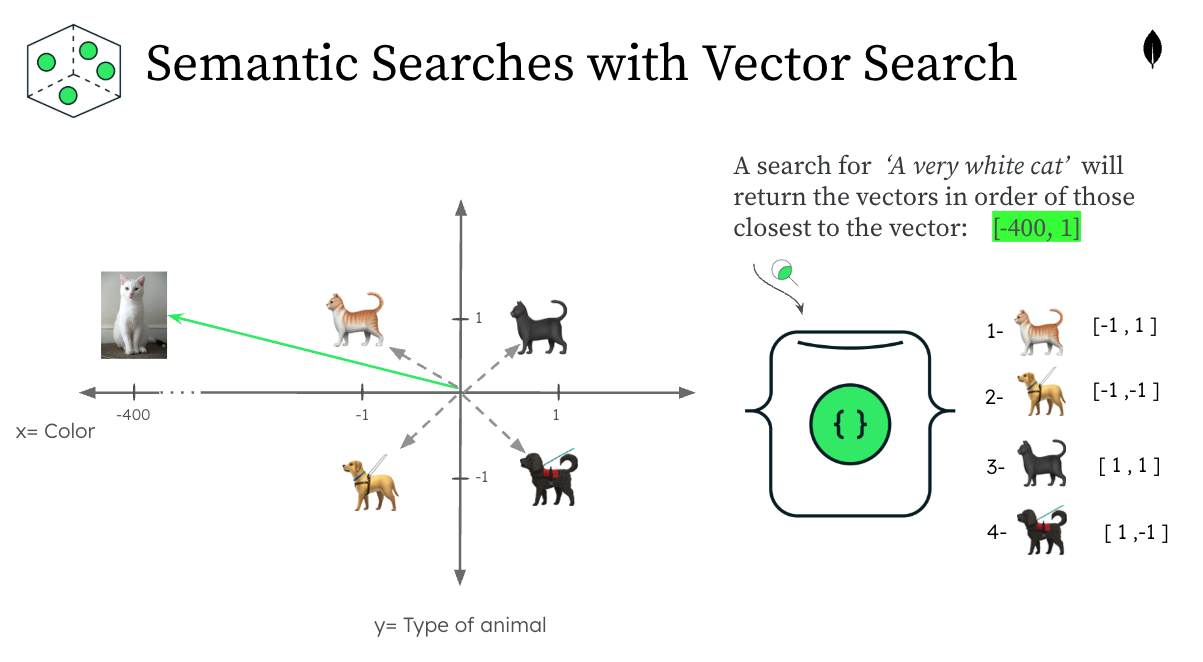 Semantic Searches with Vector Search
A search for ‘A very white cat’ will
return the vectors in order of those
closest to the vector: [-400, 1]
1
-400
-1
1
-1
x= Color
y= Type of animal
{ }
1- [-1 , 1 ]
2- [-1 ,-1 ]
3- [ 1 , 1 ]
4- [ 1 ,-1 ]